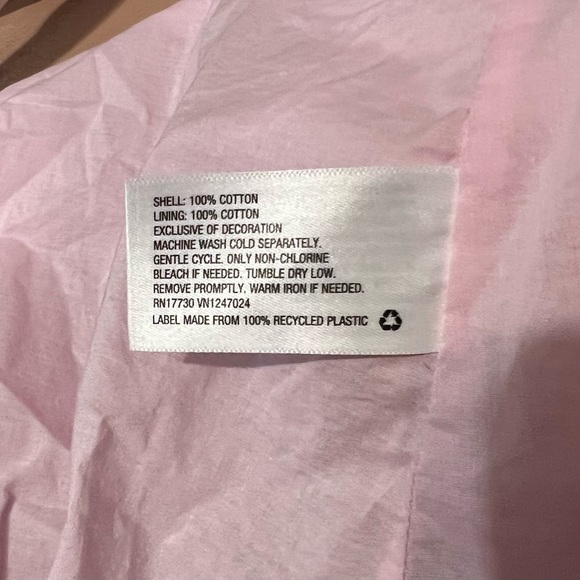 SHELL: 100% COTTON
LINING: 100% COTTON
EXCLUSIVE OF DECORATION
MACHINE WASH COLD SEPARATELY.
GENTLE CYCLE. ONLY NON-CHLORINE
BLEACH IF NEEDED. TUMBLE DRY LOW.
REMOVE PROMPTLY. WARM IRON IF NEEDED.
RN17730 VN1247024
LABEL MADE FROM 100% RECYCLED PLASTIC